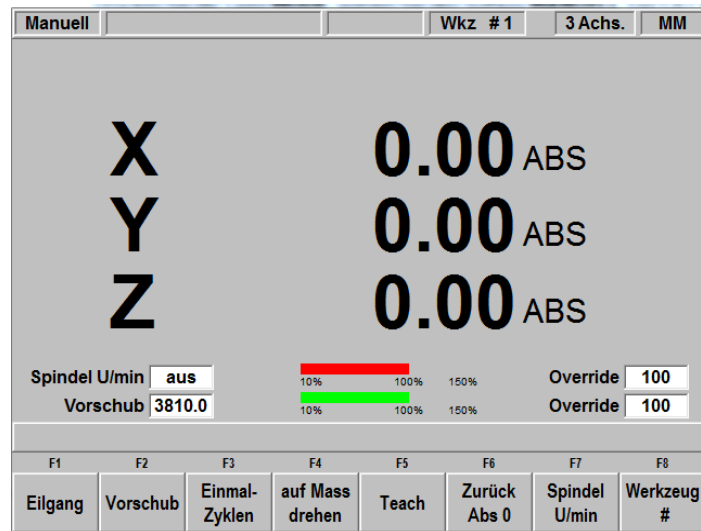 Manuell Wkz # 1 3 Achs. MM
X 0.00 ABS
Y 0.00 ABS
Z 0.00 ABS
Spindel U/min aus 10% 100% 150% Override 100
Vorschub 3810.0 10% 100% 150% Override 100
F1 F2 F3 F4 F5 F6 F7 F8
Eilgang Vorschub Einmal- auf Mass Teach Zurück Spindel Werkzeug
Zyklen drehen Abs 0 U/min #